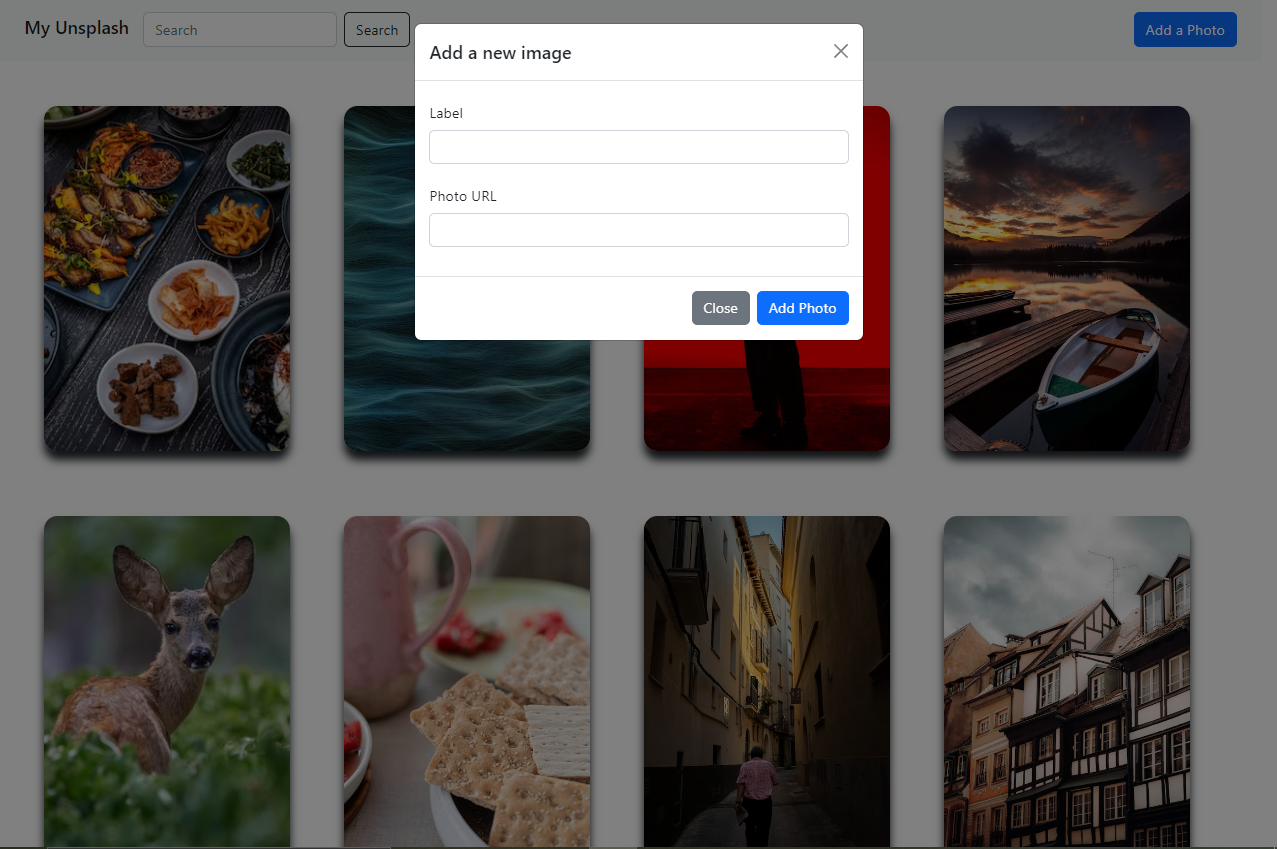 My Unsplash
Search
Search
Add a Photo
Add a new image
Label
Photo URL
Close
Add Photo